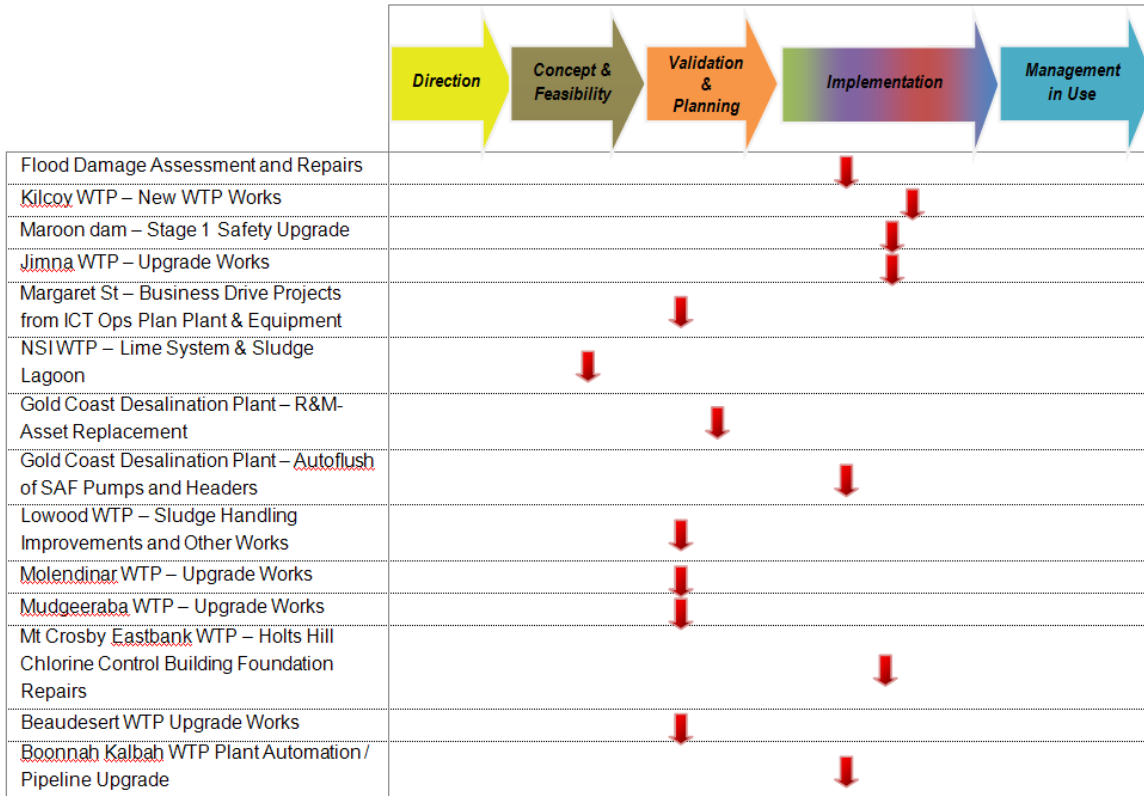 Direction
Concept &
Feasibility
Validation
&
Planning
Implementation
Management
in Use
Flood Damage Assessment and Repairs
Kilcoy WTP – New WTP Works
Maroon dam – Stage 1 Safety Upgrade
Jimna WTP – Upgrade Works
Margaret St – Business Drive Projects
from ICT Ops Plan Plant & Equipment
NSI WTP – Lime System & Sludge
Lagoon
Gold Coast Desalination Plant – R&M-
Asset Replacement
Gold Coast Desalination Plant – Autoflush
of SAF Pumps and Headers
Lowood WTP – Sludge Handling
Improvements and Other Works
Molendinar WTP – Upgrade Works
Mudgeeraba WTP – Upgrade Works
Mt Crosby Eastbank WTP – Holts Hill
Chlorine Control Building Foundation
Repairs
Beaudesert WTP Upgrade Works
Boonnah Kalbah WTP Plant Automation /
Pipeline Upgrade